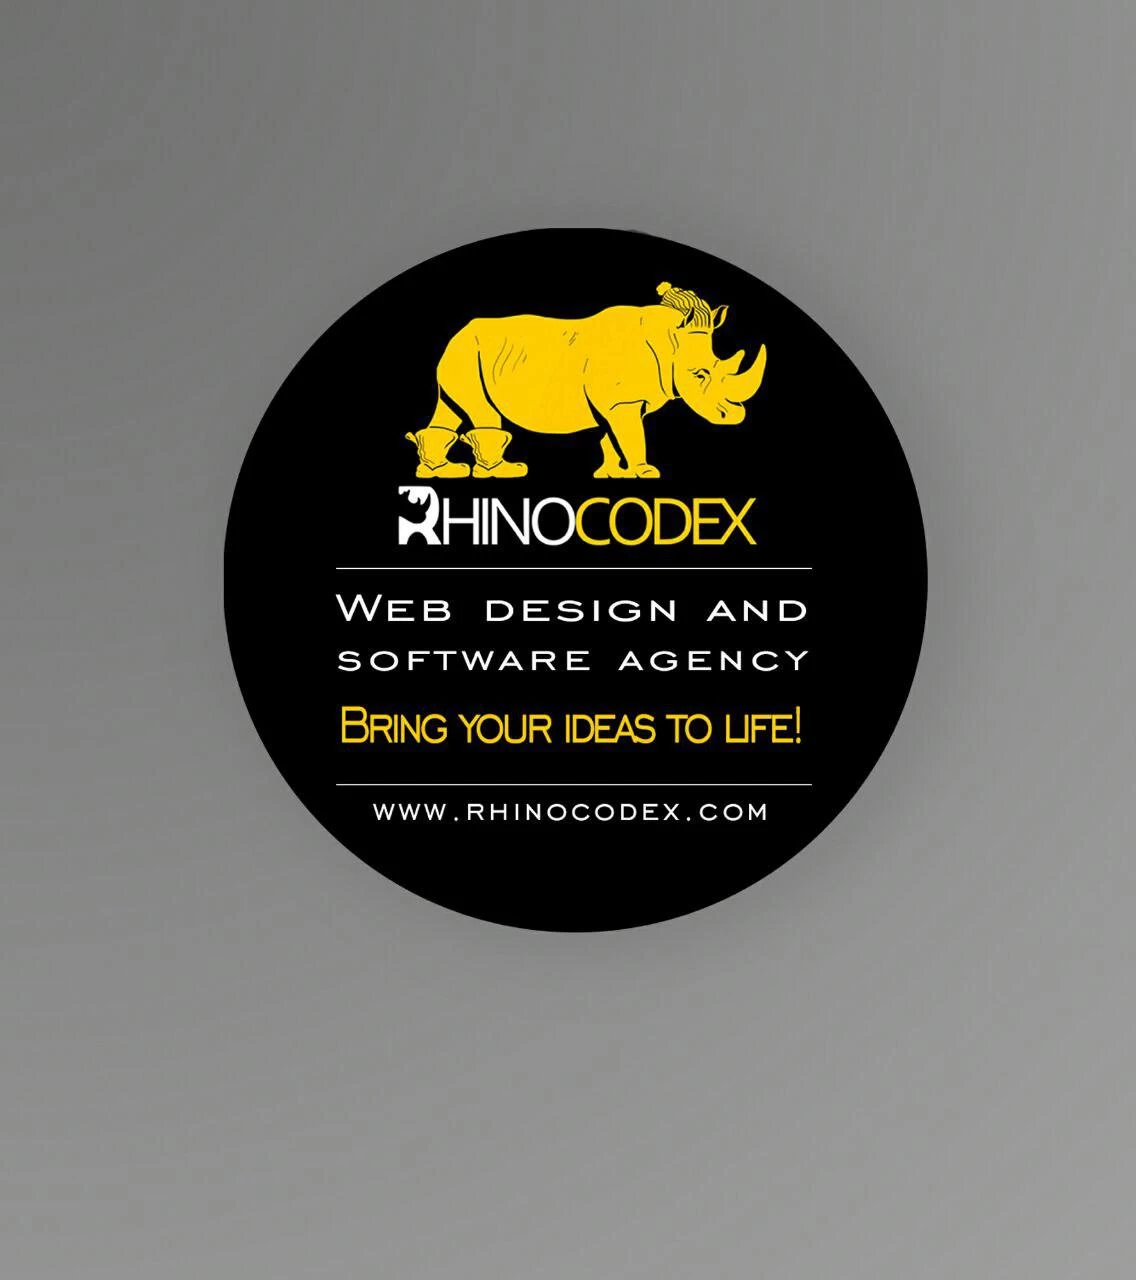 RHINOCODEX
WEB DESIGN AND
SOFTWARE AGENCY
BRING YOUR IDEAS TO LIFE!
WWW.RHINOCODEX.COM